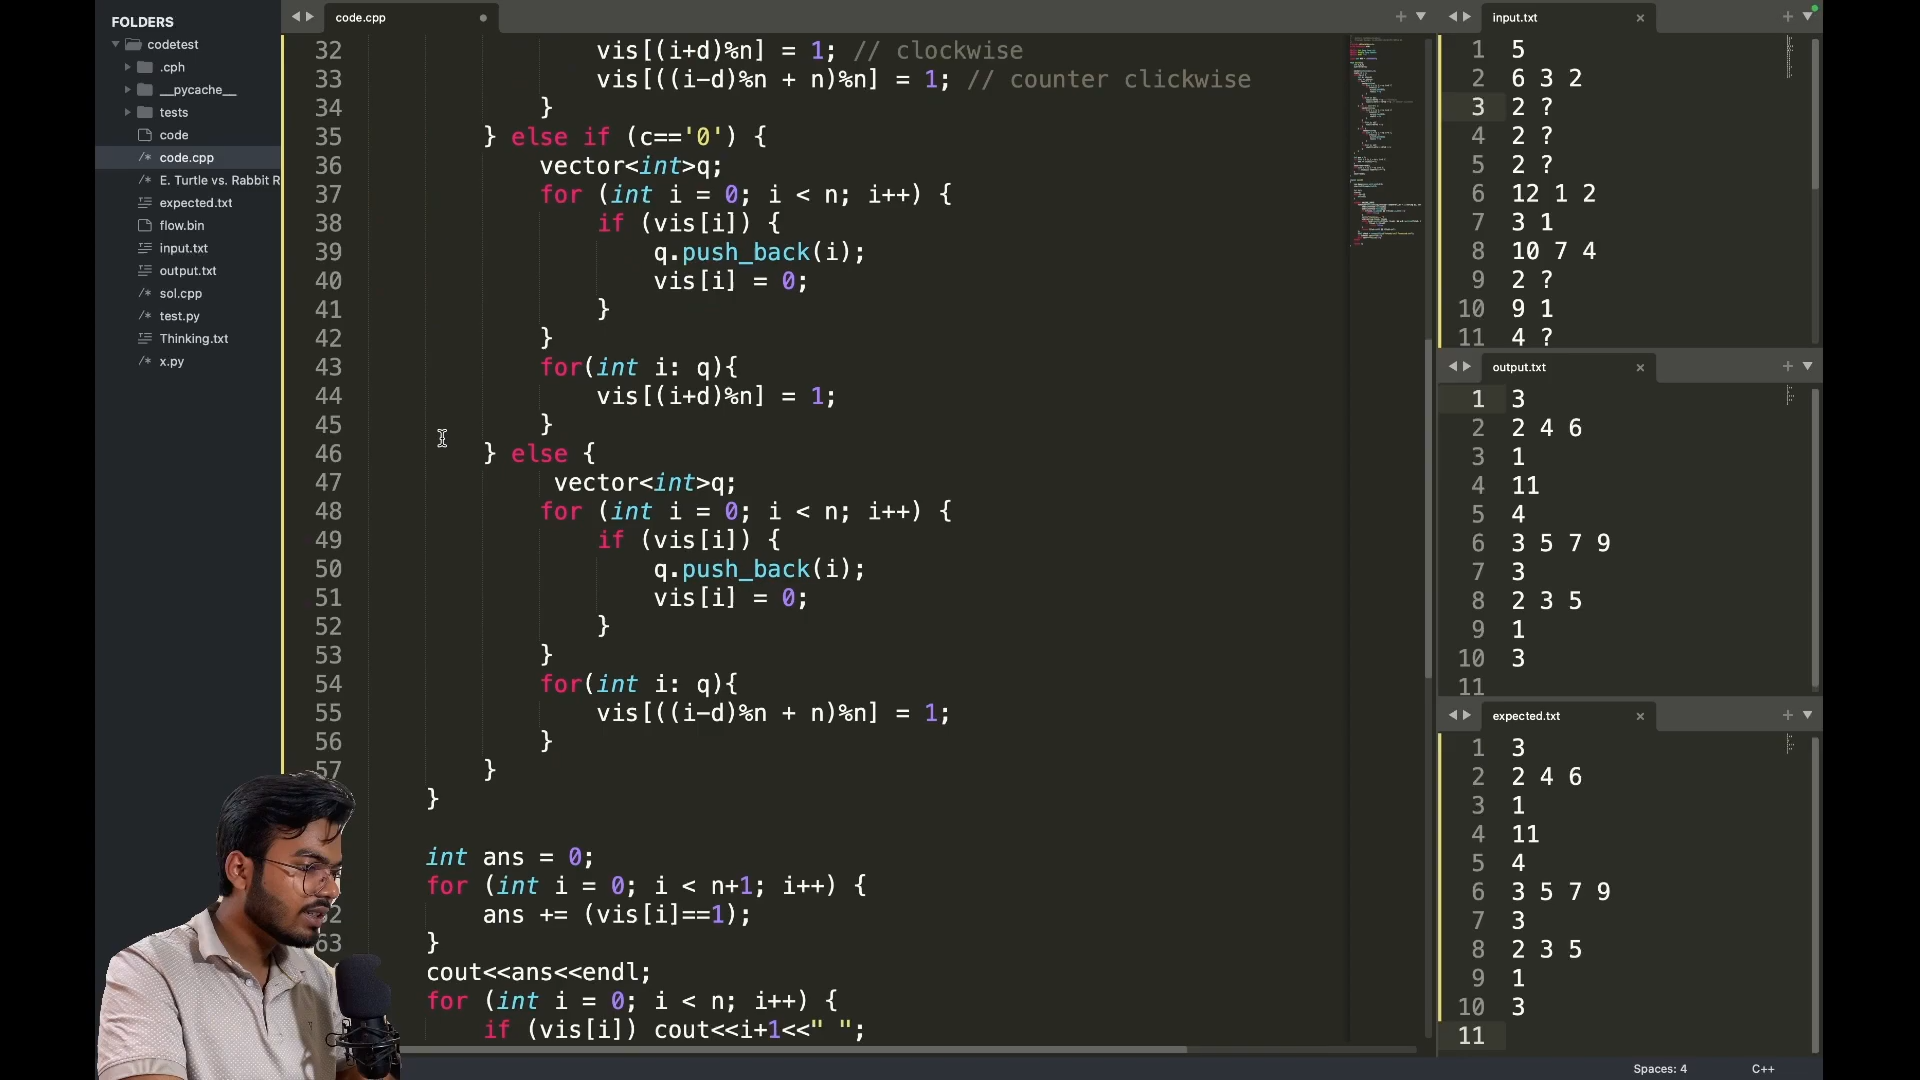 FOLDERS
codetest
.cph
__pycache__
tests
code
code.cpp
E. Turtle vs. Rabbit R
expected.txt
flow.bin
input.txt
output.txt
sol.cpp
test.py
Thinking.txt
x.py
code.cpp
32 vis[(i+d)%n] = 1; // clockwise
33 vis[((i-d)%n + n)%n] = 1; // counter clickwise
34 }
35 } else if (c=='0') {
36 vector<int>q;
37 for (int i = 0; i < n; i++) {
38 if (vis[i]) {
39 q.push_back(i);
40 vis[i] = 0;
41 }
42 }
43 for(int i: q){
44 vis[(i+d)%n] = 1;
45 }
46 } else {
47 vector<int>q;
48 for (int i = 0; i < n; i++) {
49 if (vis[i]) {
50 q.push_back(i);
51 vis[i] = 0;
52 }
53 }
54 for(int i: q){
55 vis[((i-d)%n + n)%n] = 1;
56 }
57 }
}
int ans = 0;
for (int i = 0; i < n+1; i++) {
ans += (vis[i]==1);
63 }
cout<<ans<<endl;
for (int i = 0; i < n; i++) {
if (vis[i]) cout<<i+1<<" ";
input.txt
1 5
2 6 3 2
3 2 ?
4 2 ?
5 2 ?
6 12 1 2
7 3 1
8 10 7 4
9 2 ?
10 9 1
11 4 ?
output.txt
1 3
2 2 4 6
3 1
4 11
5 4
6 3 5 7 9
7 3
8 2 3 5
9 1
10 3
11
expected.txt
1 3
2 2 4 6
3 1
4 11
5 4
6 3 5 7 9
7 3
8 2 3 5
9 1
10 3
11
Spaces: 4 C++